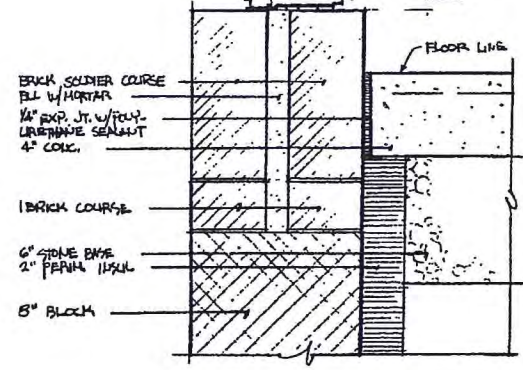 FLOOR LINE
BRICK SOLDIER COURSE
FILL W/MORTAR
1/4" EXP. JT. W/POLY-
URETHANE SEALANT
4" CONC.
1 BRICK COURSE
6" STONE BASE
2" PERIM. INSUL
8" BLOCK